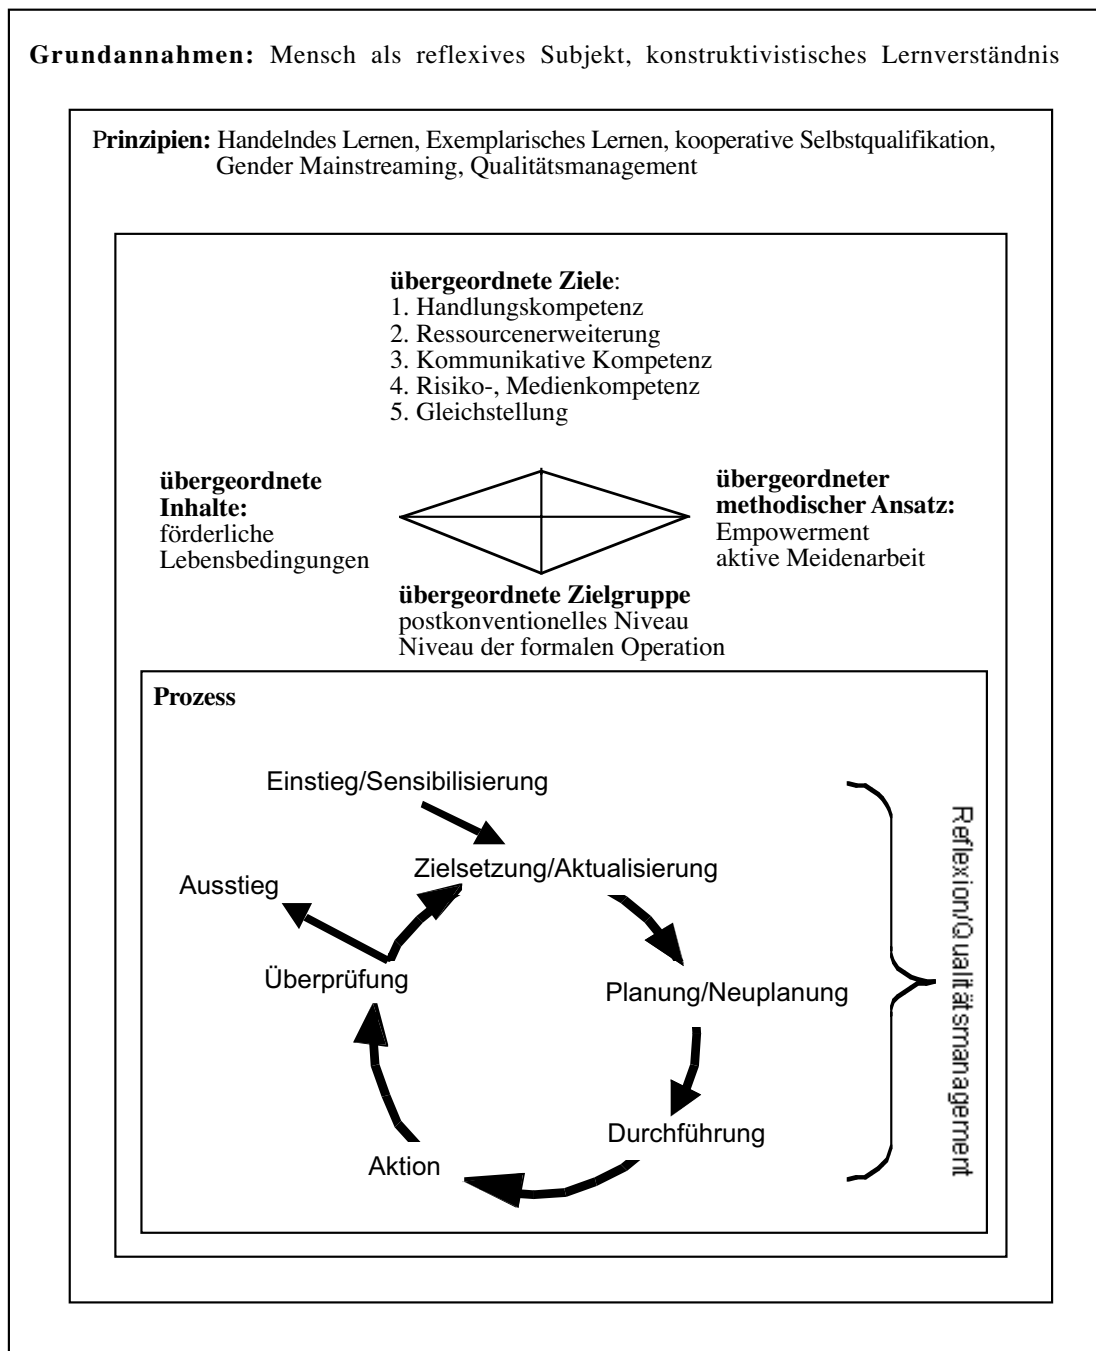 Grundannahmen: Mensch als reflexives Subjekt, konstruktivistisches Lernverständnis
Prinzipien: Handelndes Lernen, Exemplarisches Lernen, kooperative Selbstqualifikation,
Gender Mainstreaming, Qualitätsmanagement
übergeordnete Ziele:
1. Handlungskompetenz
2. Ressourcenerweiterung
3. Kommunikative Kompetenz
4. Risiko-, Medienkompetenz
5. Gleichstellung
übergeordnete
Inhalte:
förderliche
Lebensbedingungen
übergeordneter
methodischer Ansatz:
Empowerment
aktive Meidenarbeit
übergeordnete Zielgruppe
postkonventionelles Niveau
Niveau der formalen Operation
Prozess
Einstieg/Sensibilisierung
Zielsetzung/Aktualisierung
Ausstieg
Überprüfung
Planung/Neuplanung
Durchführung
Aktion
Reflexion/Qualitätsmanagement